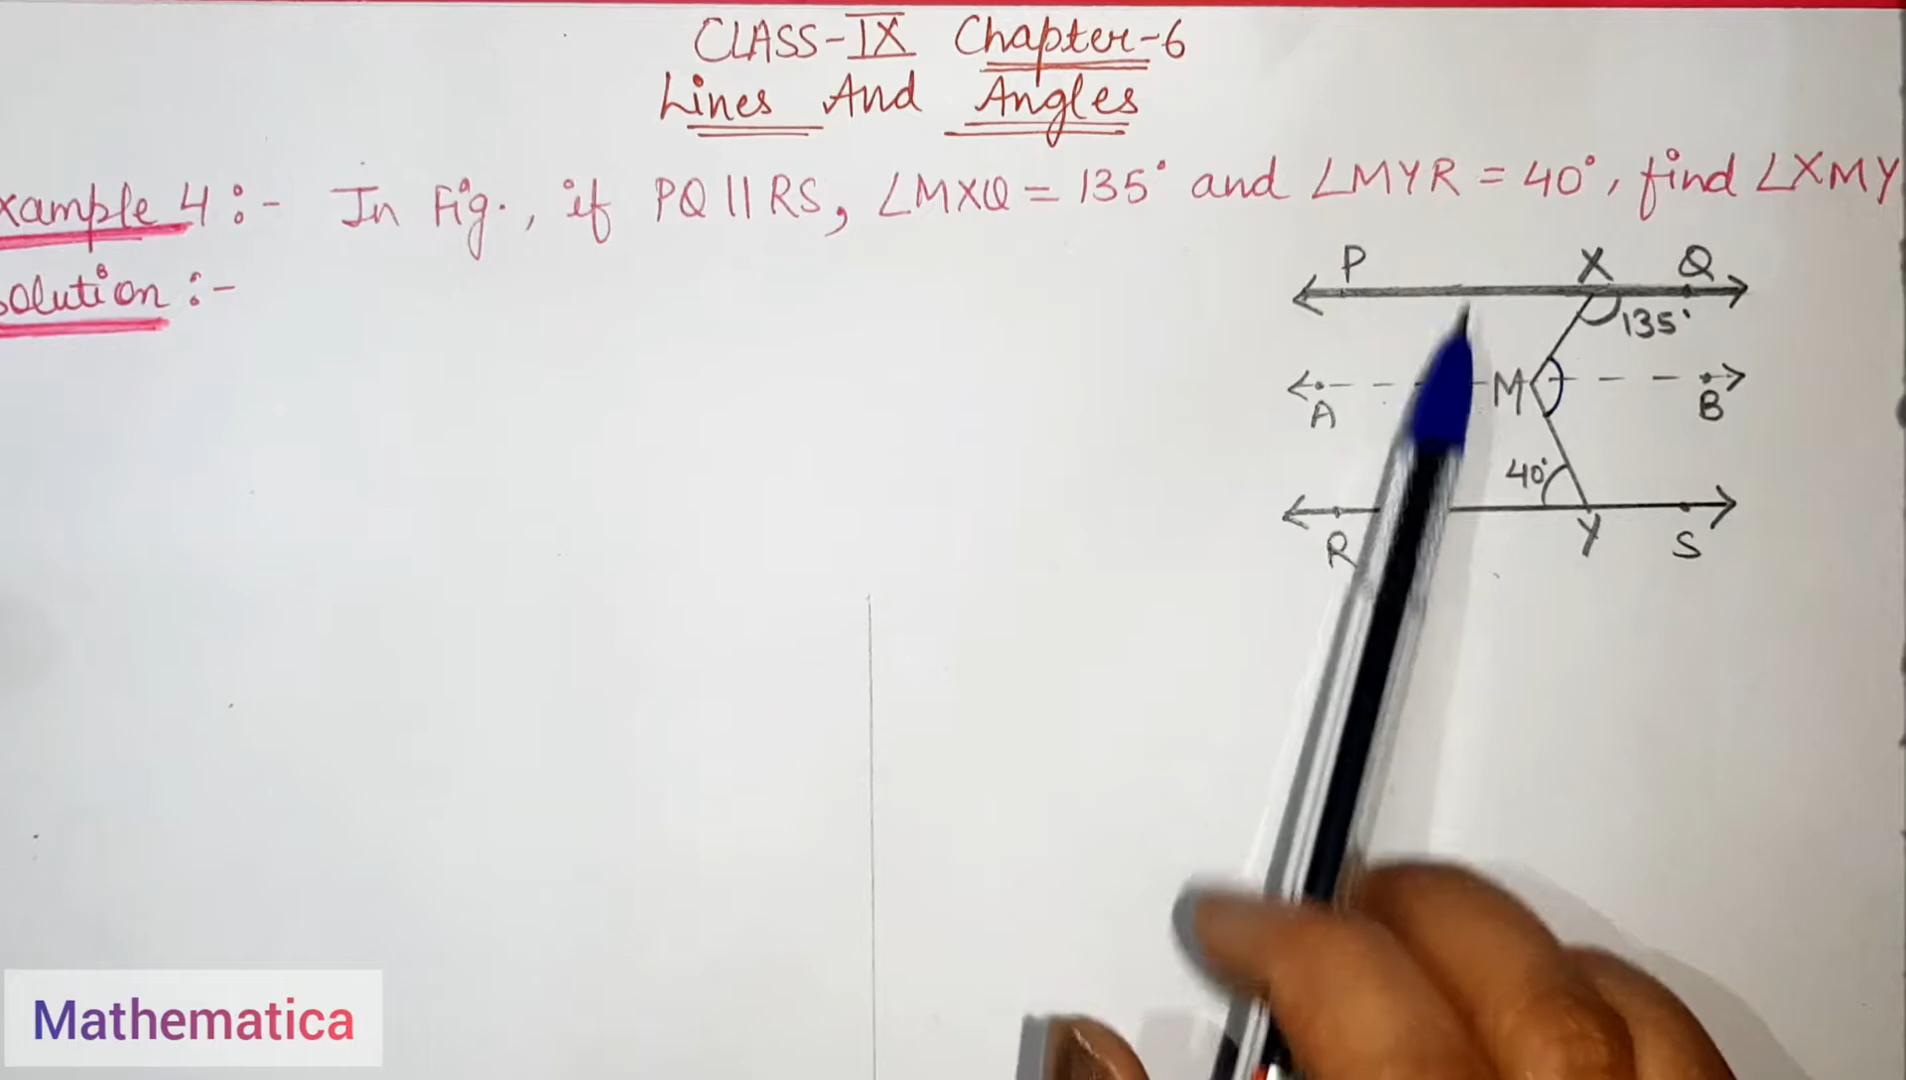 CLASS-IX Chapter-6
Lines And Angles
xample 4:- In Fig., if PQ || RS, ∠MXQ = 135° and ∠MYR = 40°, find ∠XMY
solution:-
P X Q
135°
M
A B
40°
R Y S
Mathematica